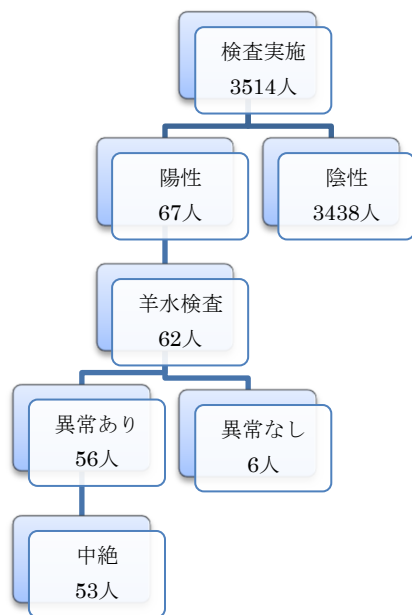 検査実施
3514人
陽性
67人
陰性
3438人
羊水検査
62人
異常あり
56人
異常なし
6人
中絶
53人